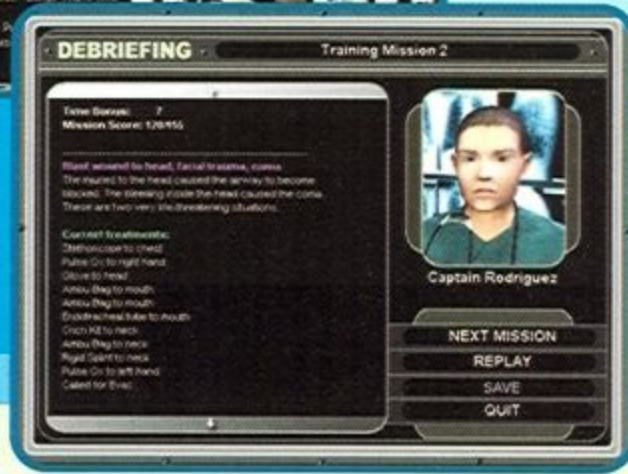 DEBRIEFING
Training Mission 2
Time Bonus: 7
Mission Score: 120/155
Blast wound to head, facial trauma, coma
The injuries to the head caused the airway to become
blocked. The bleeding inside the head caused the coma.
These are two very life-threatening situations.
Correct treatments:
Stethoscope to chest
Pulse Ox to right hand
Glove to head
Ambu Bag to mouth
Ambu Bag to mouth
Endotracheal tube to mouth
Crich Kit to neck
Ambu Bag to neck
Rigid Splint to neck
Pulse Ox to left hand
Called for Evac
Captain Rodriguez
NEXT MISSION
REPLAY
SAVE
QUIT